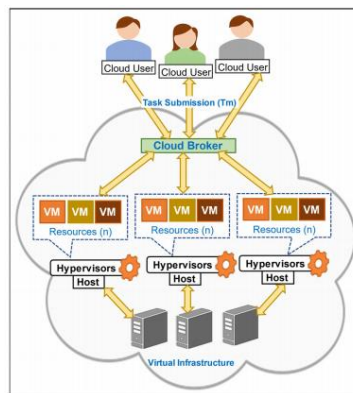 Cloud User Cloud User Cloud User
Task Submission (Tm)
Cloud Broker
VM VM VM VM VM VM VM VM VM
Resources (n) Resources (n) Resources (n)
Hypervisors Hypervisors Hypervisors
Host Host Host
Virtual Infrastructure